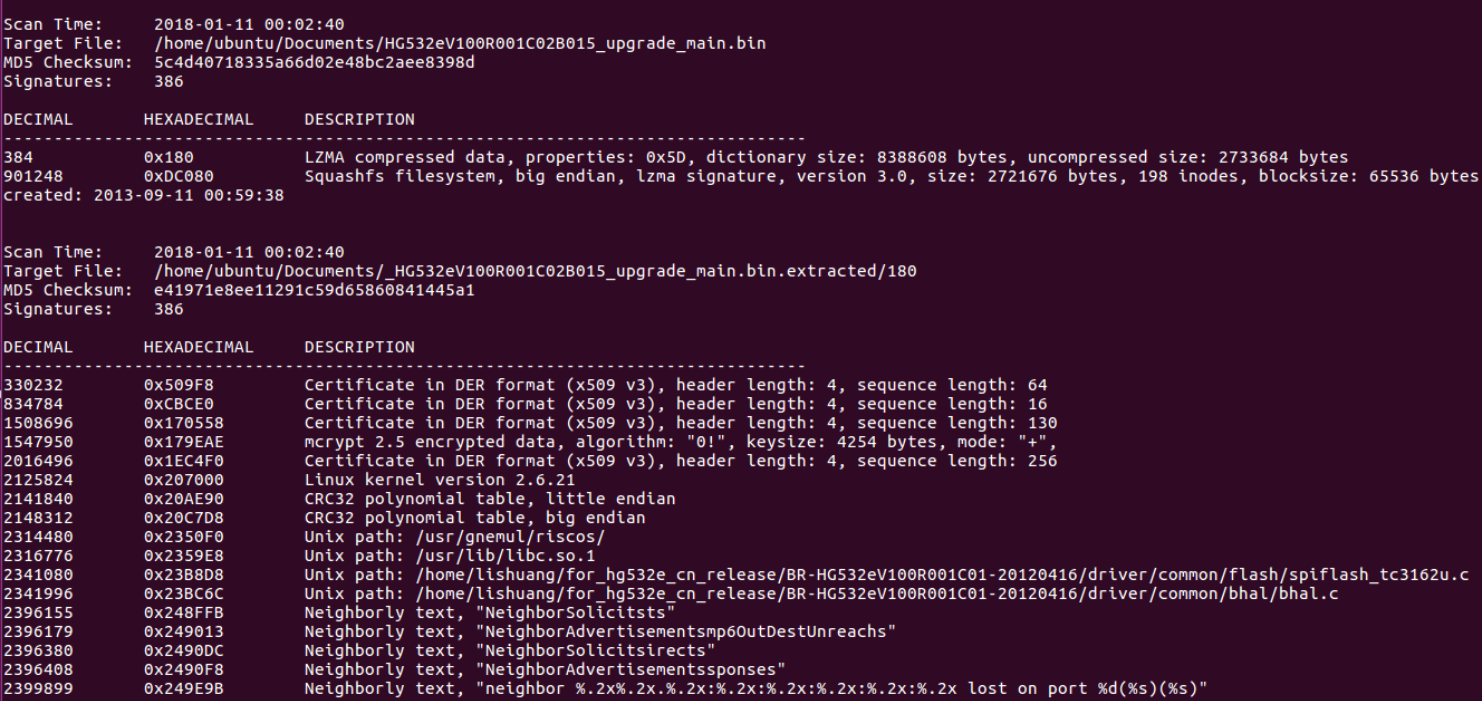 Scan Time:     2018-01-11 00:02:40
Target File:   /home/ubuntu/Documents/HG532eV100R001C02B015_upgrade_main.bin
MD5 Checksum:  5c4d40718335a66d02e48bc2aee8398d
Signatures:    386
DECIMAL       HEXADECIMAL     DESCRIPTION
--------------------------------------------------------------------------------
384           0x180           LZMA compressed data, properties: 0x5D, dictionary size: 8388608 bytes, uncompressed size: 2733684 bytes
901248        0xDC080         Squashfs filesystem, big endian, lzma signature, version 3.0, size: 2721676 bytes, 198 inodes, blocksize: 65536 bytes
created: 2013-09-11 00:59:38
Scan Time:     2018-01-11 00:02:40
Target File:   /home/ubuntu/Documents/_HG532eV100R001C02B015_upgrade_main.bin.extracted/180
MD5 Checksum:  e41971e8ee11291c59d65860841445a1
Signatures:    386
DECIMAL       HEXADECIMAL     DESCRIPTION
--------------------------------------------------------------------------------
330232        0x509F8         Certificate in DER format (x509 v3), header length: 4, sequence length: 64
834784        0xCBCE0         Certificate in DER format (x509 v3), header length: 4, sequence length: 16
1508696       0x170558        Certificate in DER format (x509 v3), header length: 4, sequence length: 130
1547950       0x179EAE        mcrypt 2.5 encrypted data, algorithm: "0!", keysize: 4254 bytes, mode: "+",
2016496       0x1EC4F0        Certificate in DER format (x509 v3), header length: 4, sequence length: 256
2125824       0x207000        Linux kernel version 2.6.21
2141840       0x20AE90        CRC32 polynomial table, little endian
2148312       0x20C7D8        CRC32 polynomial table, big endian
2314480       0x2350F0        Unix path: /usr/gnemul/riscos/
2316776       0x2359E8        Unix path: /usr/lib/libc.so.1
2341080       0x23B8D8        Unix path: /home/lishuang/for_hg532e_cn_release/BR-HG532eV100R001C01-20120416/driver/common/flash/spiflash_tc3162u.c
2341996       0x23BC6C        Unix path: /home/lishuang/for_hg532e_cn_release/BR-HG532eV100R001C01-20120416/driver/common/bhal/bhal.c
2396155       0x248FFB        Neighborly text, "NeighborSolicitsts"
2396179       0x249013        Neighborly text, "NeighborAdvertisementsmp6OutDestUnreachs"
2396380       0x2490DC        Neighborly text, "NeighborSolicitsirects"
2396408       0x2490F8        Neighborly text, "NeighborAdvertisementssponses"
2399899       0x249E9B        Neighborly text, "neighbor %.2x%.2x.%.2x:%.2x:%.2x:%.2x:%.2x:%.2x lost on port %d(%s)(%s)"